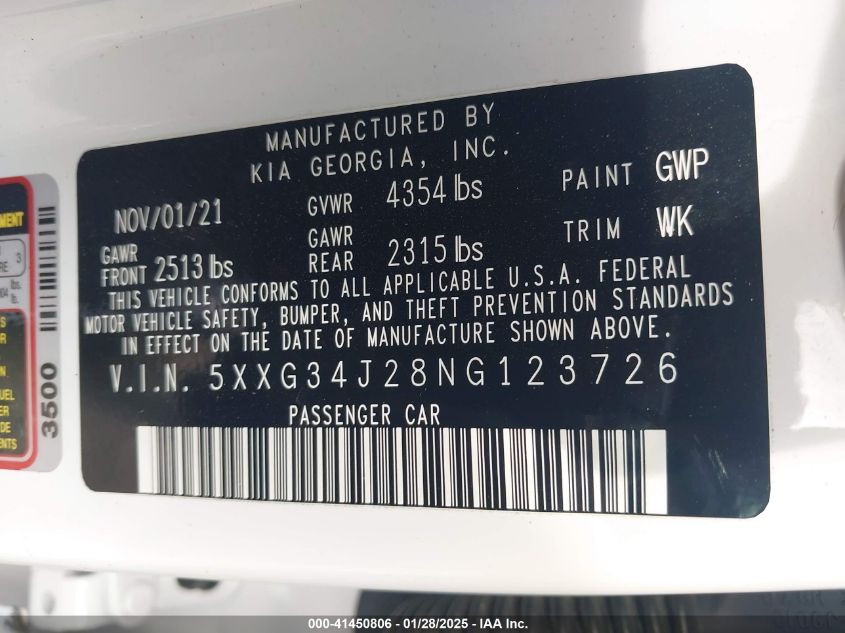 MANUFACTURED BY
KIA GEORGIA, INC.
NOV/01/21 GVWR 4354 lbs PAINT GWP
GAWR FRONT 2513 lbs GAWR REAR 2315 lbs TRIM WK
THIS VEHICLE CONFORMS TO ALL APPLICABLE U.S.A. FEDERAL
MOTOR VEHICLE SAFETY, BUMPER, AND THEFT PREVENTION STANDARDS
IN EFFECT ON THE DATE OF MANUFACTURE SHOWN ABOVE.
V.I.N. 5XXG34J28NG123726
PASSENGER CAR
3500
3
lbs.
000-41450806 - 01/28/2025 - IAA Inc.